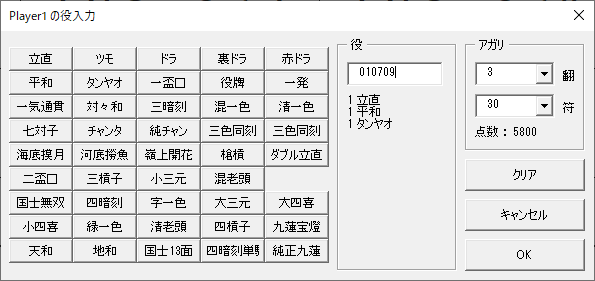 Player1 の役入力
立直 ツモ ドラ 裏ドラ 赤ドラ
平和 タンヤオ 一盃口 役牌 一発
一気通貫 対々和 三暗刻 混一色 清一色
七対子 チャンタ 純チャン 三色同刻 三色同刻
海底摸月 河底撈魚 嶺上開花 槍槓 ダブル立直
二盃口 三槓子 小三元 混老頭
国士無双 四暗刻 字一色 大三元 大四喜
小四喜 緑一色 清老頭 四槓子 九蓮宝燈
天和 地和 国士13面 四暗刻単騎 純正九蓮
役
010709
1 立直
1 平和
1 タンヤオ
アガリ
3 翻
30 符
点数： 5800
クリア
キャンセル
OK